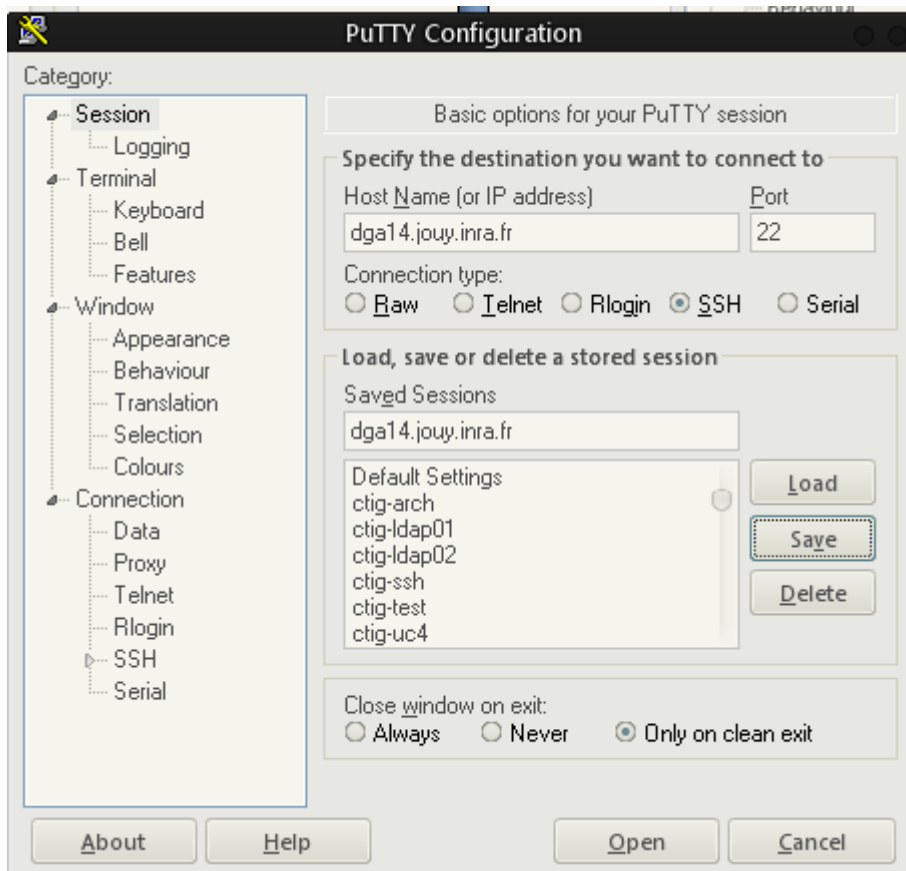 PuTTY Configuration
Category:
Session
Logging
Terminal
Keyboard
Bell
Features
Window
Appearance
Behaviour
Translation
Selection
Colours
Connection
Data
Proxy
Telnet
Rlogin
SSH
Serial
Basic options for your PuTTY session
Specify the destination you want to connect to
Host Name (or IP address) Port
dga14.jouy.inra.fr 22
Connection type:
Raw Telnet Rlogin SSH Serial
Load, save or delete a stored session
Saved Sessions
dga14.jouy.inra.fr
Default Settings
ctig-arch
ctig-ldap01
ctig-ldap02
ctig-ssh
ctig-test
ctig-uc4
Load
Save
Delete
Close window on exit:
Always Never Only on clean exit
About Help Open Cancel